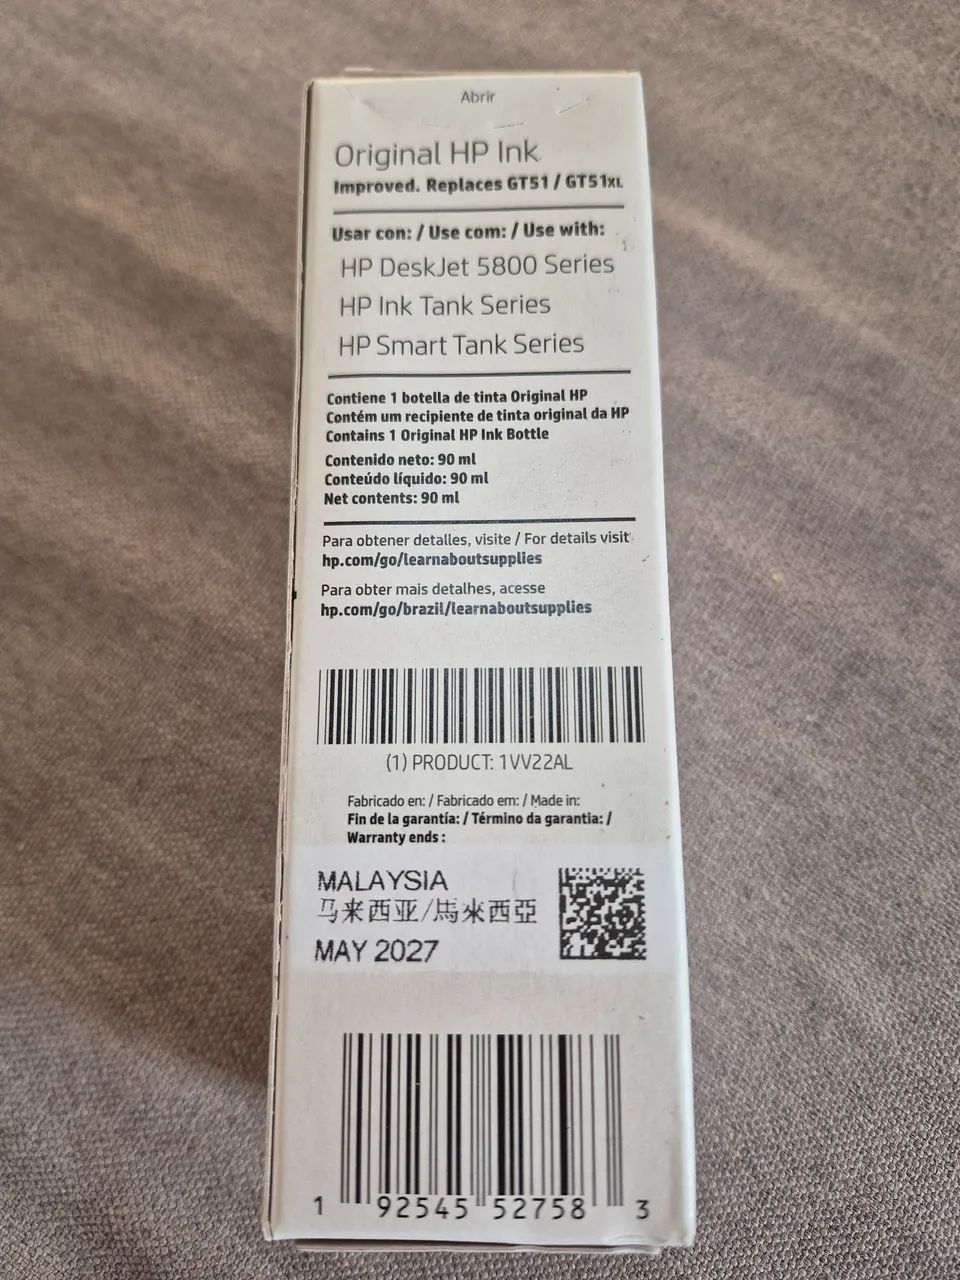 Abrir
Original HP Ink
Improved. Replaces GT51 / GT51XL
Usar con: / Use com: / Use with:
HP DeskJet 5800 Series
HP Ink Tank Series
HP Smart Tank Series
Contiene 1 botella de tinta Original HP
Contém um recipiente de tinta original da HP
Contains 1 Original HP Ink Bottle
Contenido neto: 90 ml
Conteúdo líquido: 90 ml
Net contents: 90 ml
Para obtener detalles, visite / For details visit
hp.com/go/learnaboutsupplies
Para obter mais detalhes, acesse
hp.com/go/brazil/learnaboutsupplies
(1) PRODUCT: 1VV22AL
Fabricado en: / Fabricado em: / Made in:
Fin de la garantía: / Término da garantia: /
Warranty ends :
MALAYSIA
马来西亚/馬來西亞
MAY 2027
1 92545 52758 3